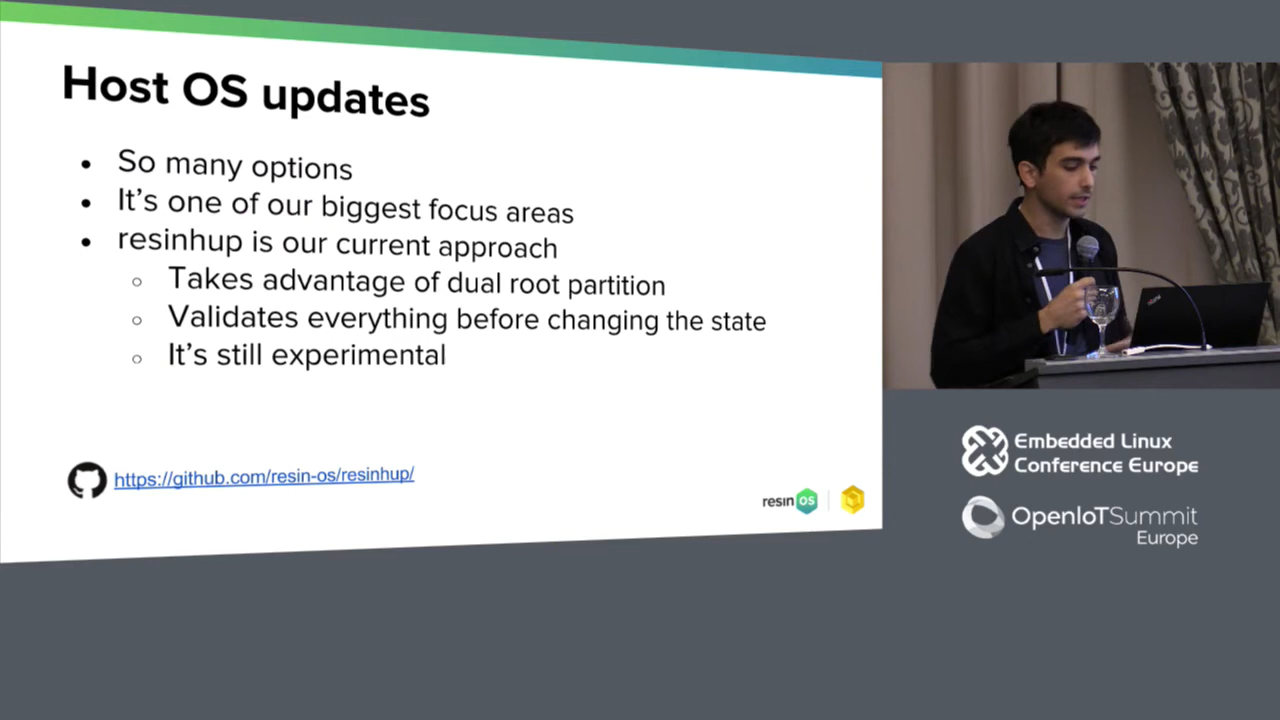 Host OS updates
So many options
It's one of our biggest focus areas
resinhup is our current approach
Takes advantage of dual root partition
Validates everything before changing the state
It's still experimental
https://github.com/resin-os/resinhup/
resin OS
Embedded Linux
Conference Europe
OpenIoTSummit
Europe